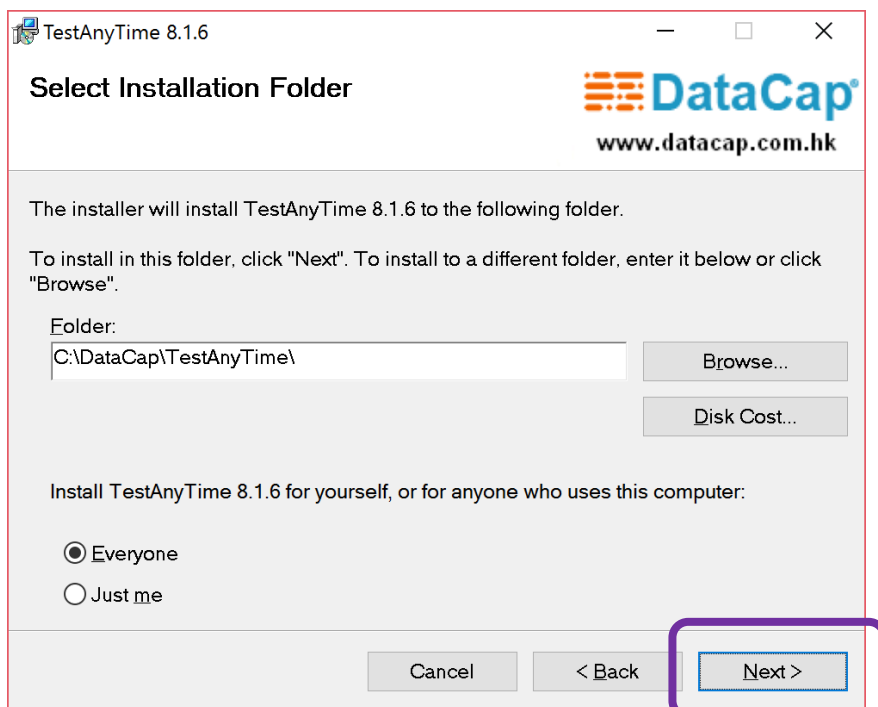 TestAnyTime 8.1.6
Select Installation Folder
DataCap®
www.datacap.com.hk
The installer will install TestAnyTime 8.1.6 to the following folder.
To install in this folder, click "Next". To install to a different folder, enter it below or click
"Browse".
Folder:
C:\DataCap\TestAnyTime\
Browse...
Disk Cost...
Install TestAnyTime 8.1.6 for yourself, or for anyone who uses this computer:
Everyone
Just me
Cancel
< Back
Next >